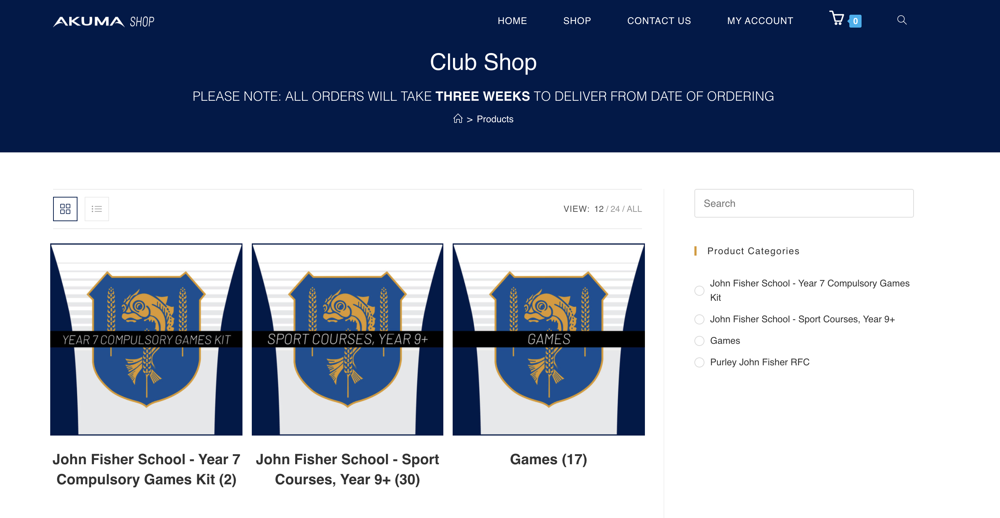 AKUMA SHOP
HOME
SHOP
CONTACT US
MY ACCOUNT
0
Club Shop
PLEASE NOTE: ALL ORDERS WILL TAKE THREE WEEKS TO DELIVER FROM DATE OF ORDERING
> Products
VIEW: 12 / 24 / ALL
YEAR 7 COMPULSORY GAMES KIT
John Fisher School - Year 7
Compulsory Games Kit (2)
SPORT COURSES, YEAR 9+
John Fisher School - Sport
Courses, Year 9+ (30)
GAMES
Games (17)
Search
Product Categories
John Fisher School - Year 7 Compulsory Games
Kit
John Fisher School - Sport Courses, Year 9+
Games
Purley John Fisher RFC